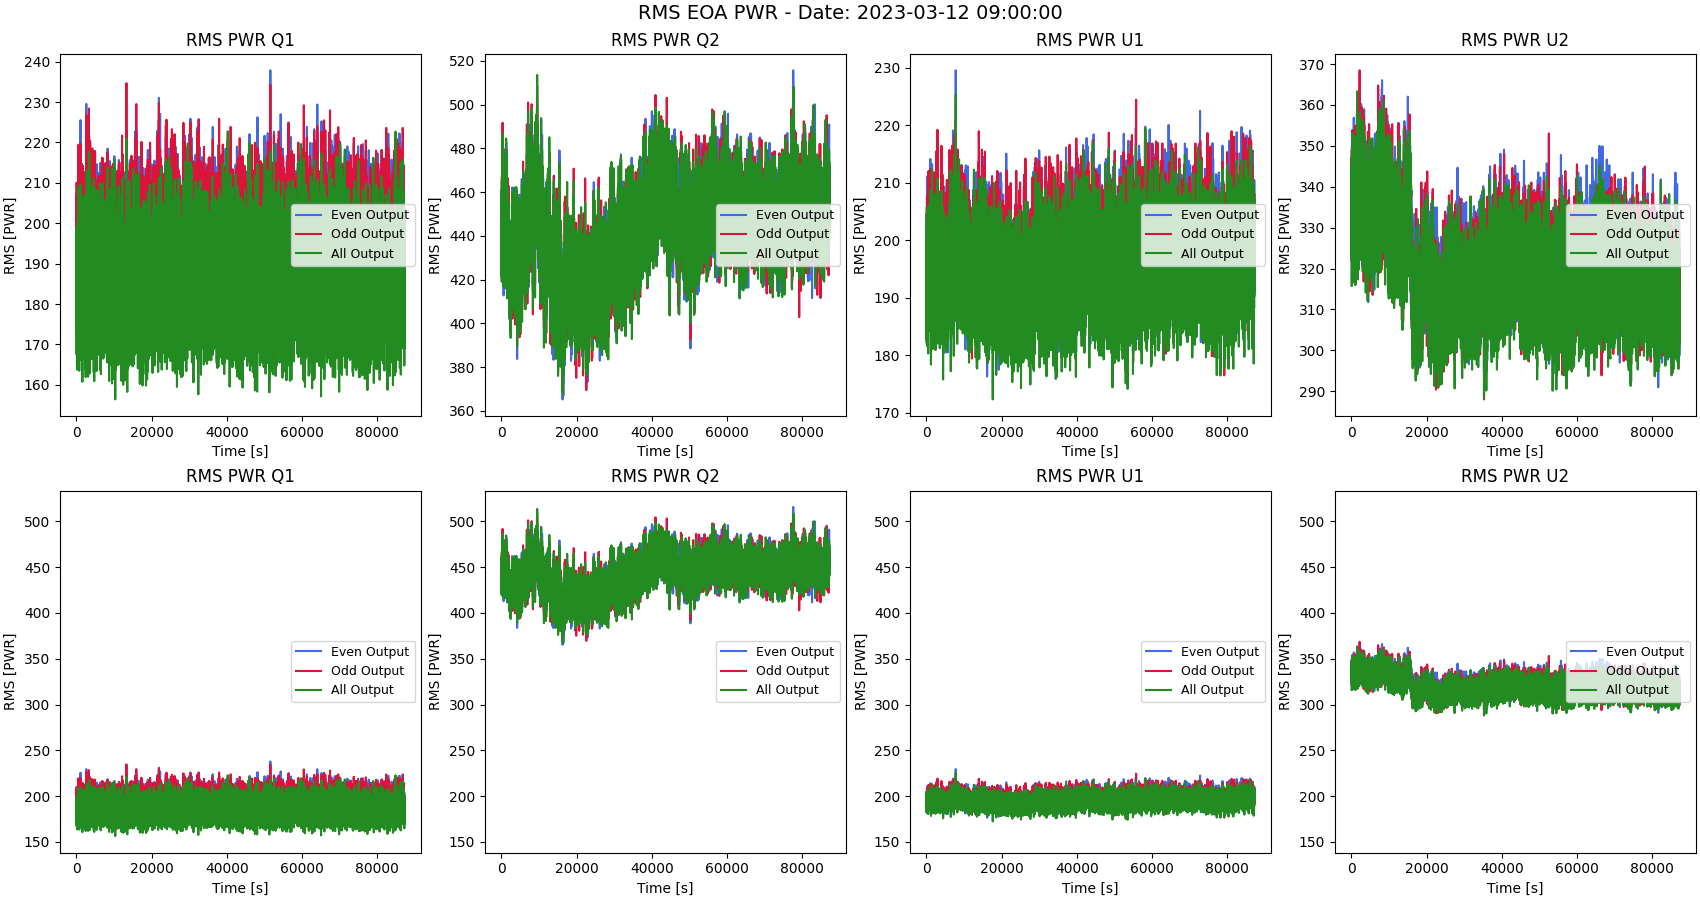 RMS EOA PWR - Date: 2023-03-12 09:00:00
RMS PWR Q1
RMS [PWR]
240
230
220
210
200
190
180
170
160
0 20000 40000 60000 80000
Time [s]
Even Output
Odd Output
All Output
RMS PWR Q2
RMS [PWR]
520
500
480
460
440
420
400
380
360
0 20000 40000 60000 80000
Time [s]
Even Output
Odd Output
All Output
RMS PWR U1
RMS [PWR]
230
220
210
200
190
180
170
0 20000 40000 60000 80000
Time [s]
Even Output
Odd Output
All Output
RMS PWR U2
RMS [PWR]
370
360
350
340
330
320
310
300
290
0 20000 40000 60000 80000
Time [s]
Even Output
Odd Output
All Output
RMS PWR Q1
RMS [PWR]
500
450
400
350
300
250
200
150
0 20000 40000 60000 80000
Time [s]
Even Output
Odd Output
All Output
RMS PWR Q2
RMS [PWR]
500
450
400
350
300
250
200
150
0 20000 40000 60000 80000
Time [s]
Even Output
Odd Output
All Output
RMS PWR U1
RMS [PWR]
500
450
400
350
300
250
200
150
0 20000 40000 60000 80000
Time [s]
Even Output
Odd Output
All Output
RMS PWR U2
RMS [PWR]
500
450
400
350
300
250
200
150
0 20000 40000 60000 80000
Time [s]
Even Output
Odd Output
All Output